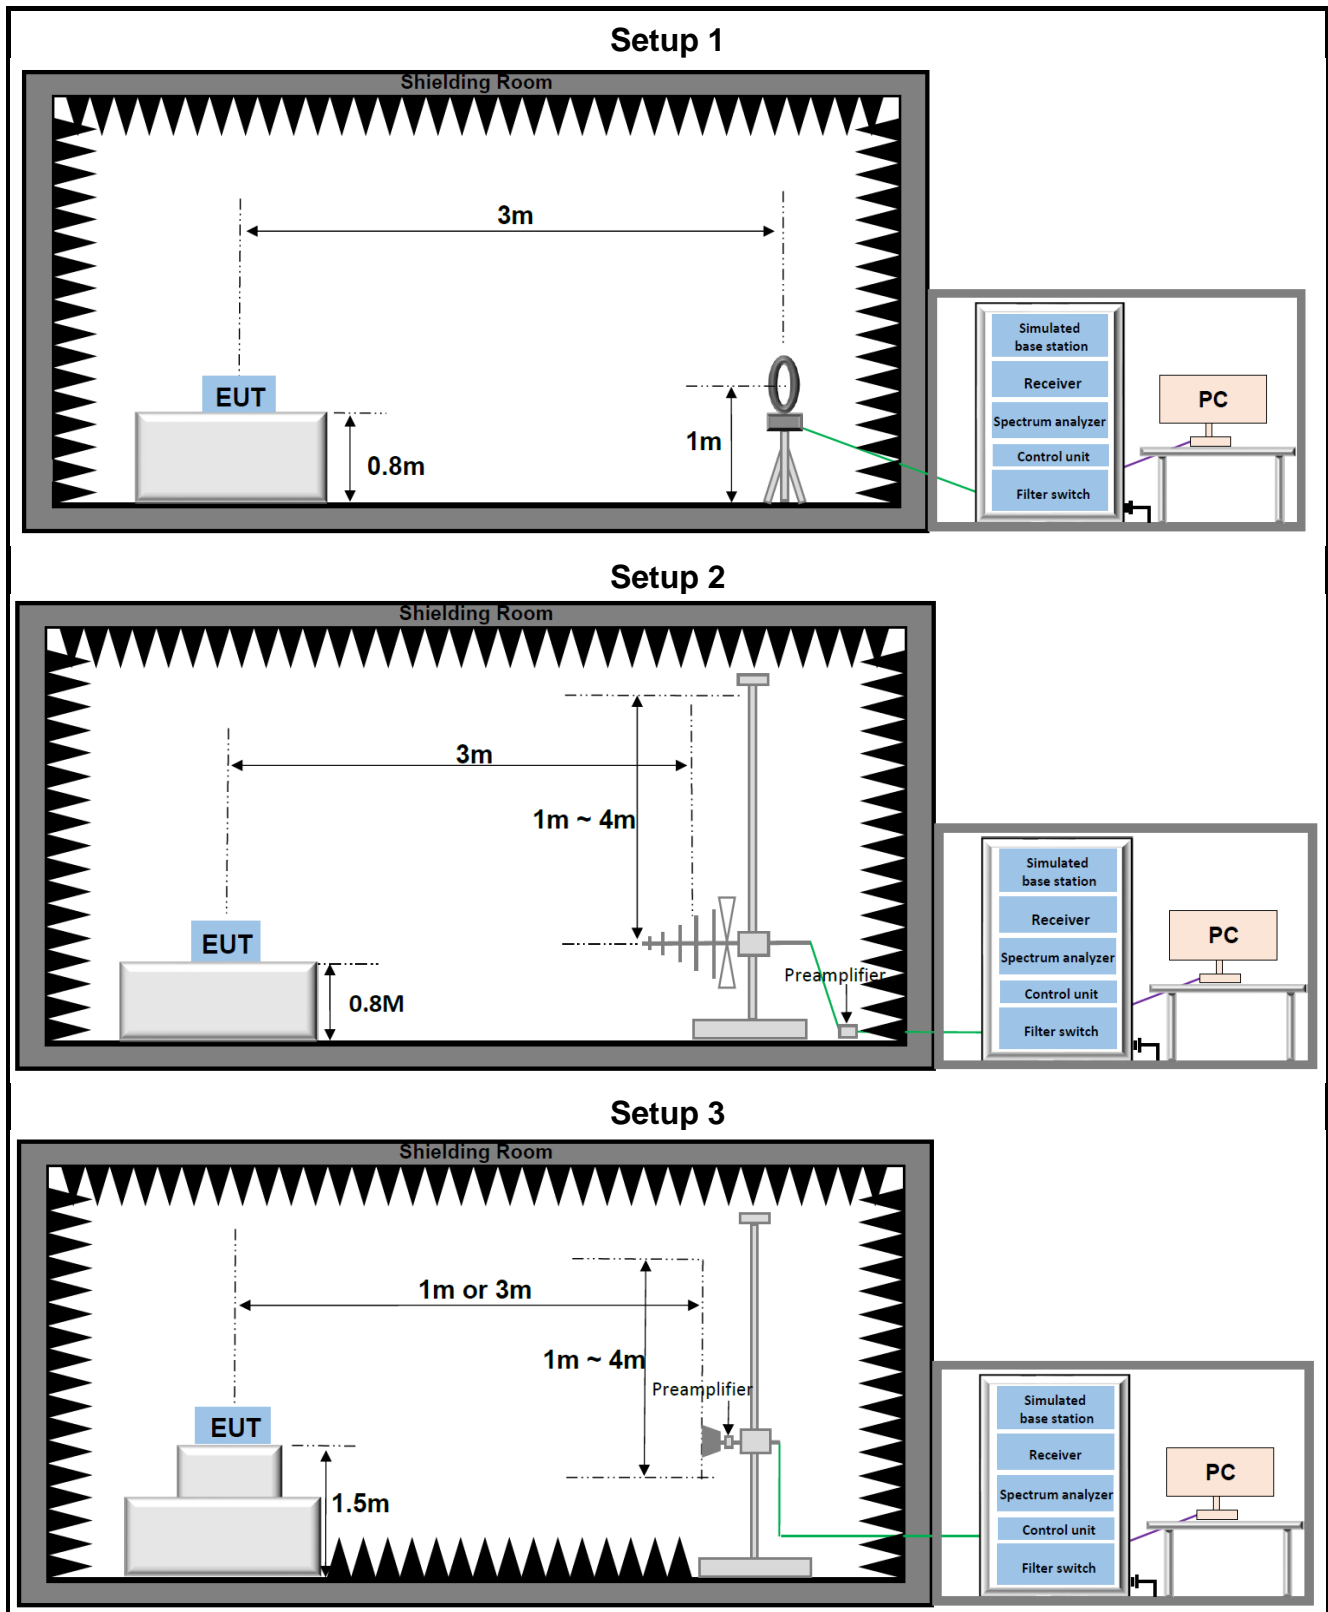 Setup 1
Shielding Room
3m
EUT
0.8m
1m
Simulated
base station
Receiver
Spectrum analyzer
Control unit
Filter switch
PC
Setup 2
Shielding Room
3m
1m ~ 4m
EUT
0.8M
Preamplifier
Simulated
base station
Receiver
Spectrum analyzer
Control unit
Filter switch
PC
Setup 3
Shielding Room
1m or 3m
1m ~ 4m
Preamplifier
EUT
1.5m
Simulated
base station
Receiver
Spectrum analyzer
Control unit
Filter switch
PC